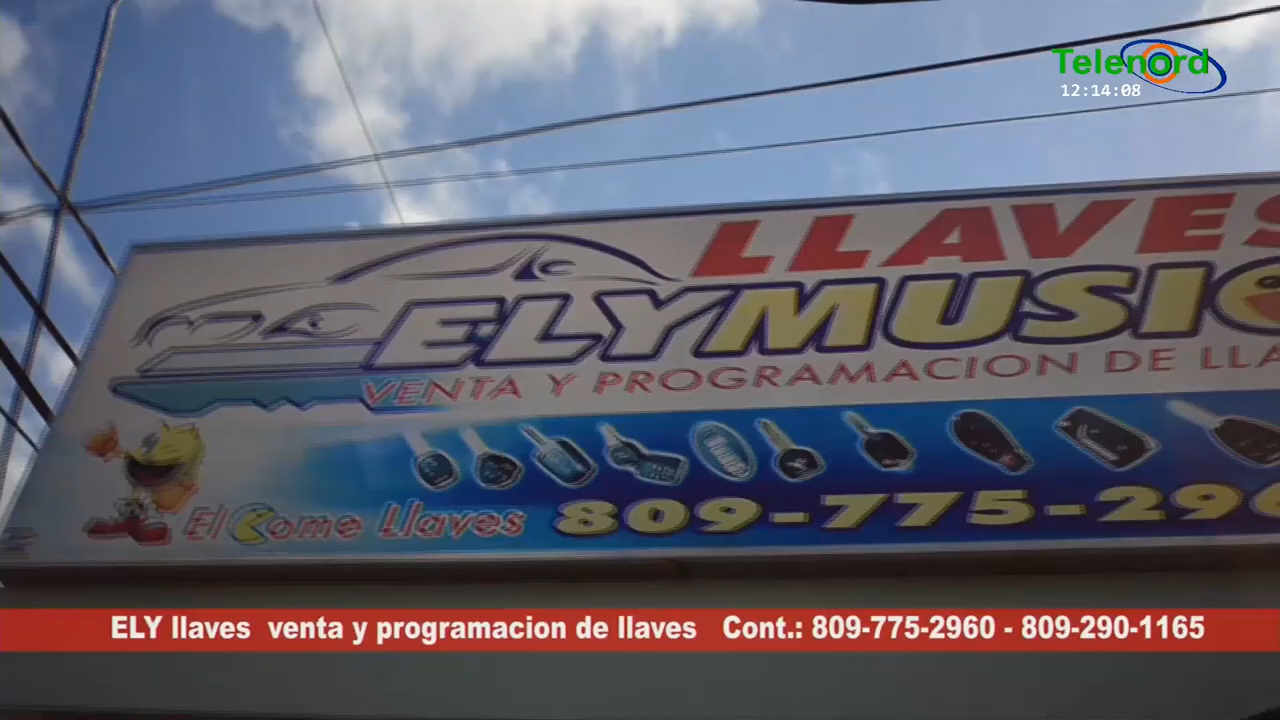 Telenord
12:14:08
LLAVES
ELYMUSIC
VENTA Y PROGRAMACION DE LLA
El Come Llaves
809-775-296
ELY llaves venta y programacion de llaves Cont.: 809-775-2960 - 809-290-1165